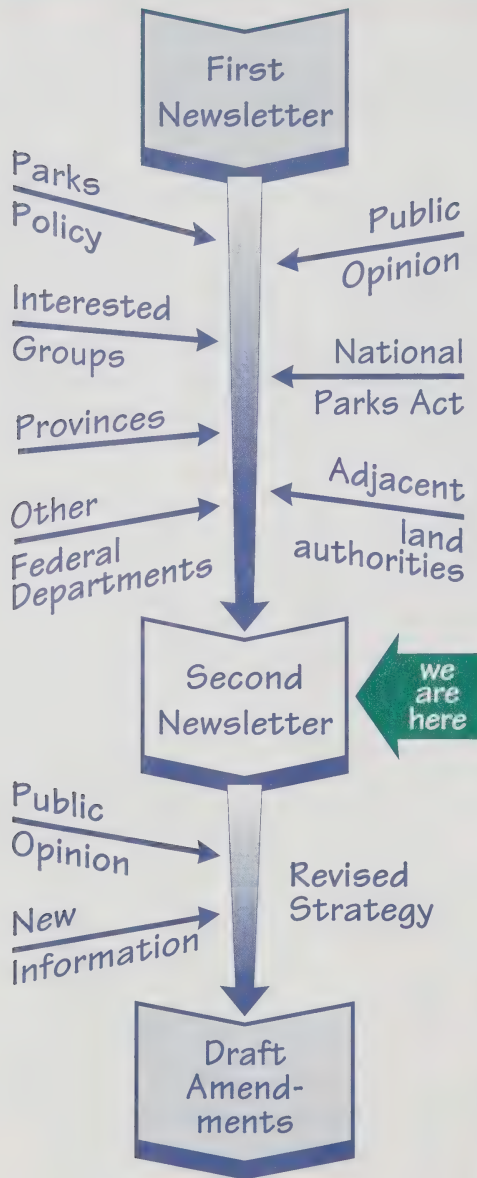 First
Newsletter
Parks
Policy
Public
Opinion
Interested
Groups
National
Parks Act
Provinces
Adjacent
land
authorities
Other
Federal
Departments
Second
Newsletter
we
are
here
Public
Opinion
Revised
Strategy
New
Information
Draft
Amend-
ments